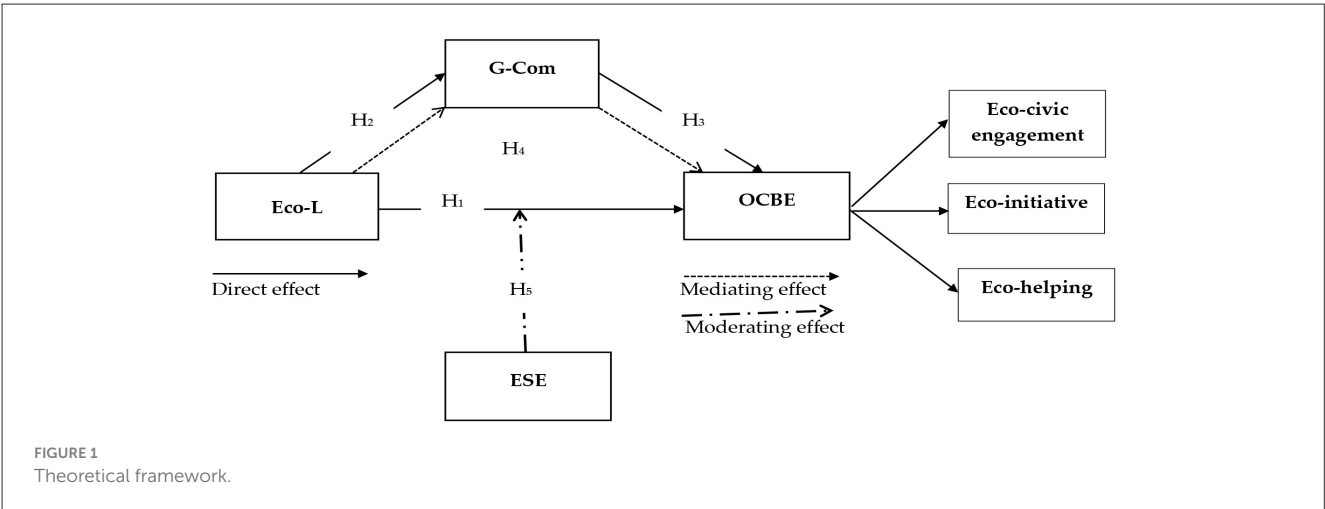 G-Com
H₂
H₃
Eco-civic
engagement
H₄
Eco-L
H₁
OCBE
Eco-initiative
Direct effect
H₅
Mediating effect
Moderating effect
Eco-helping
ESE
FIGURE 1
Theoretical framework.